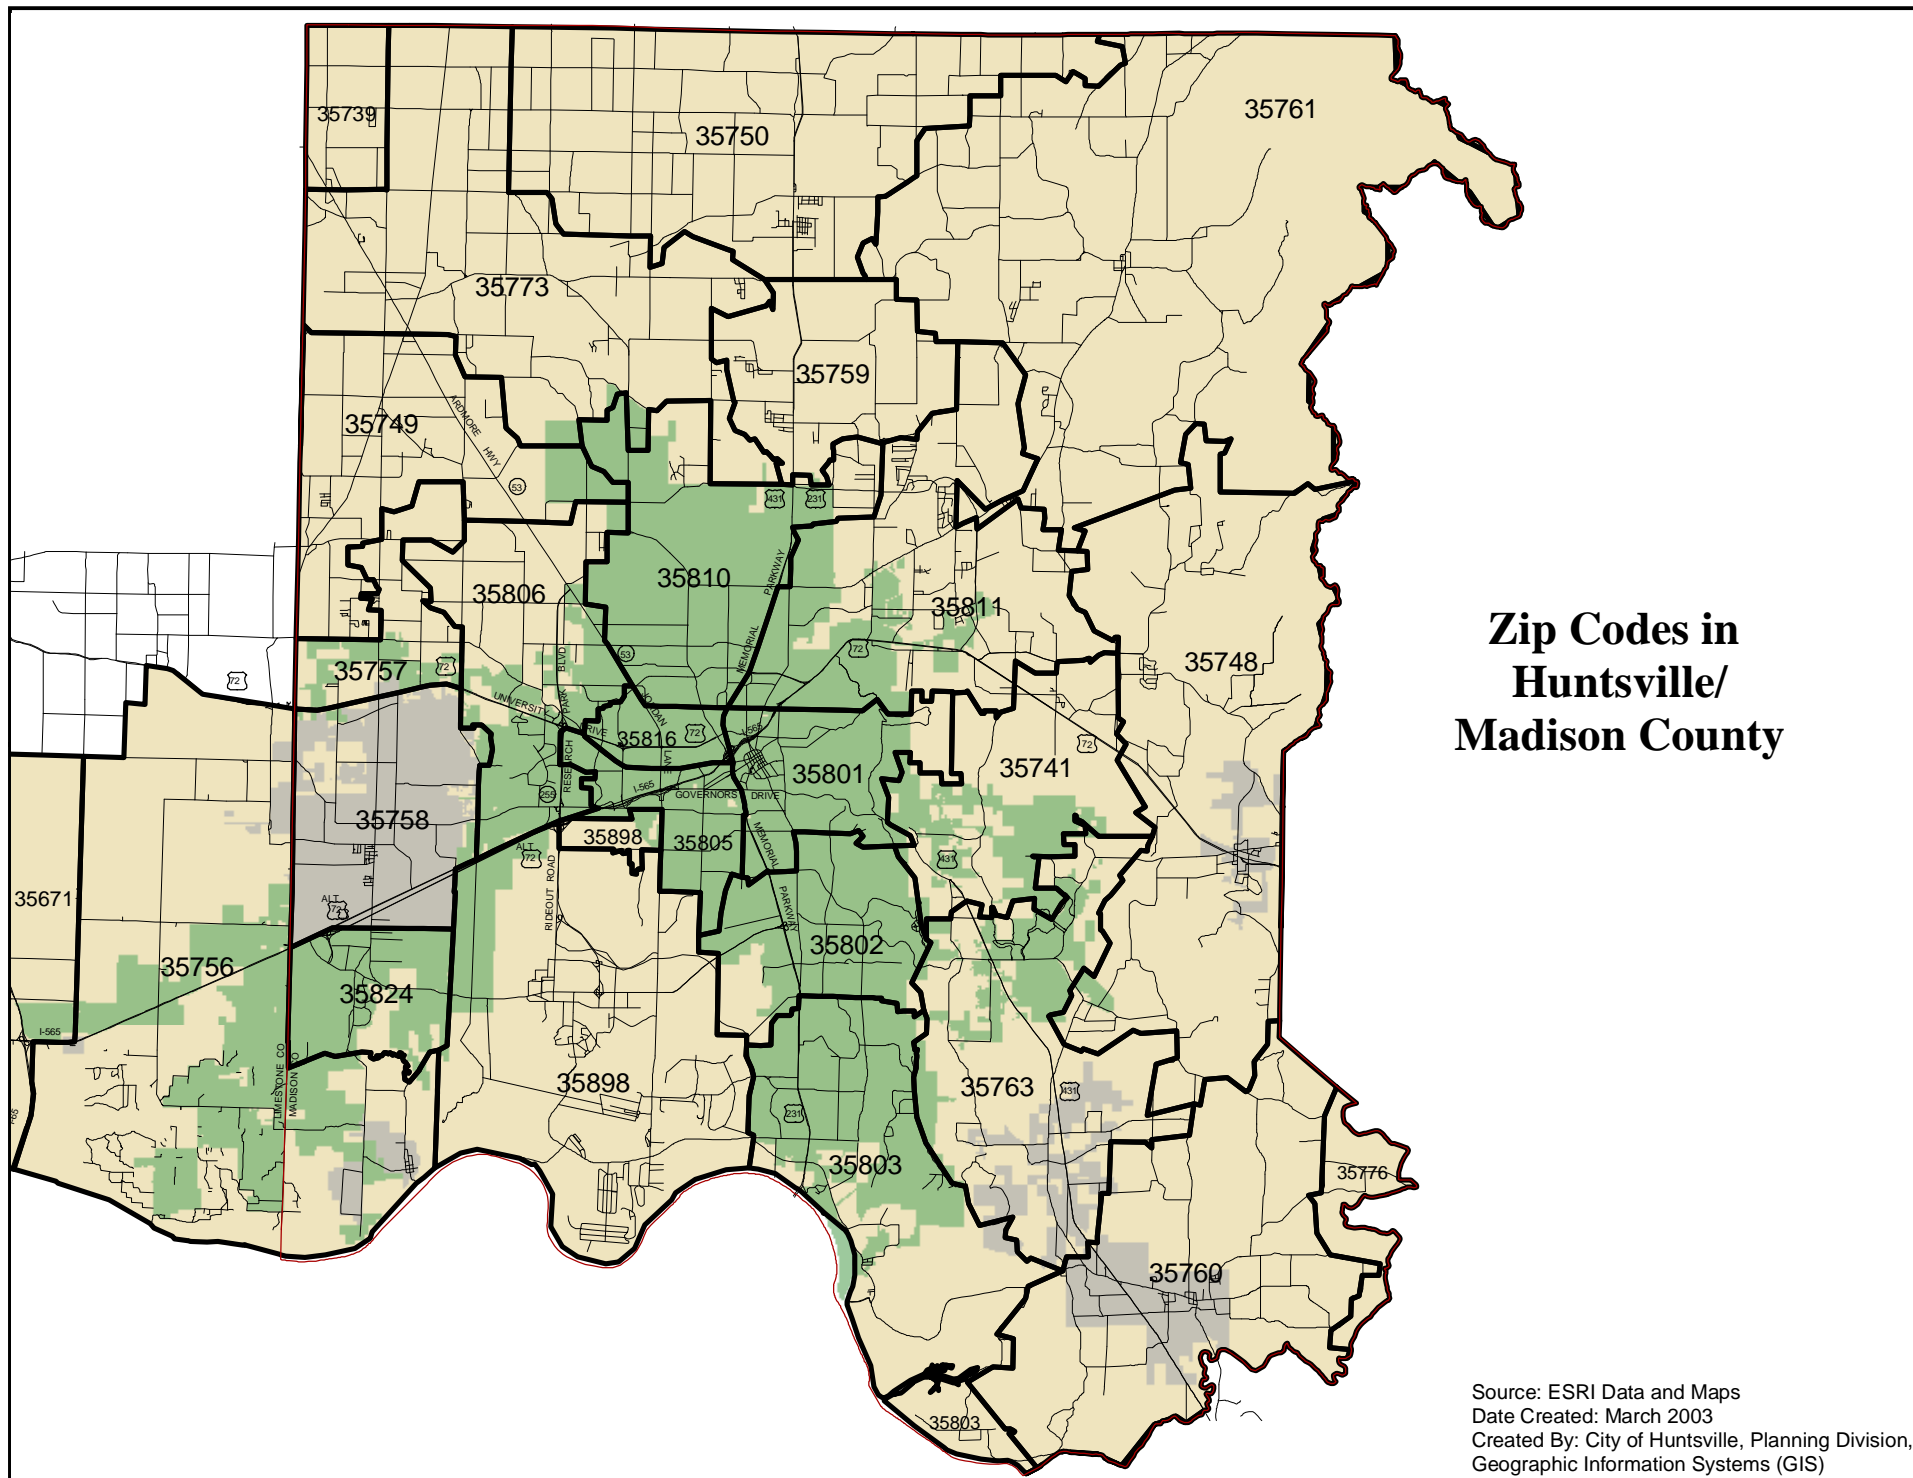 35739
35750
35761
35773
35759
35749
ARDMORE HWY
53
431
231
35810
PARKWAY
35806
35811
MEMORIAL
53
72
Zip Codes in
Huntsville/
Madison County
35757
72
72
35748
BLVD
PARK
UNIVERSITY
DRIVE
JORDAN
LANE
35816
72
I-565
72
35741
35801
RESEARCH
255
I-565
GOVERNORS DRIVE
35758
35898
35805
MEMORIAL
PARKWAY
ALT.
72
431
RIDEOUT ROAD
35671
ALT.
72
35802
35756
35824
I-565
LIMESTONE CO
MADISON CO
I-65
35898
35763
431
231
35803
35776
35760
35803
Source: ESRI Data and Maps
Date Created: March 2003
Created By: City of Huntsville, Planning Division,
Geographic Information Systems (GIS)